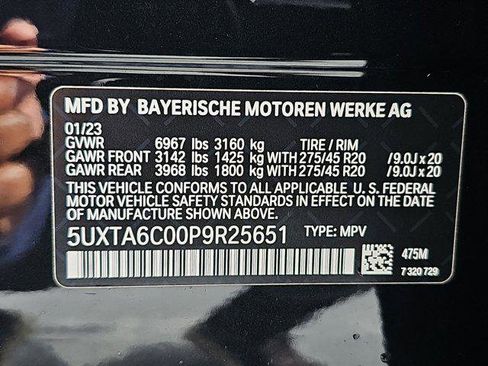 MFD BY BAYERISCHE MOTOREN WERKE AG
01/23
GVWR 6967 lbs 3160 kg TIRE / RIM
GAWR FRONT 3142 lbs 1425 kg WITH 275/45 R20 /9.0J x 20
GAWR REAR 3968 lbs 1800 kg WITH 275/45 R20 /9.0J x 20
THIS VEHICLE CONFORMS TO ALL APPLICABLE U. S. FEDERAL
MOTOR VEHICLE SAFETY STANDARDS IN EFFECT ON THE DATE
OF MANUFACTURE SHOWN ABOVE.
5UXTA6C00P9R25651 TYPE: MPV
475M
7 320 729